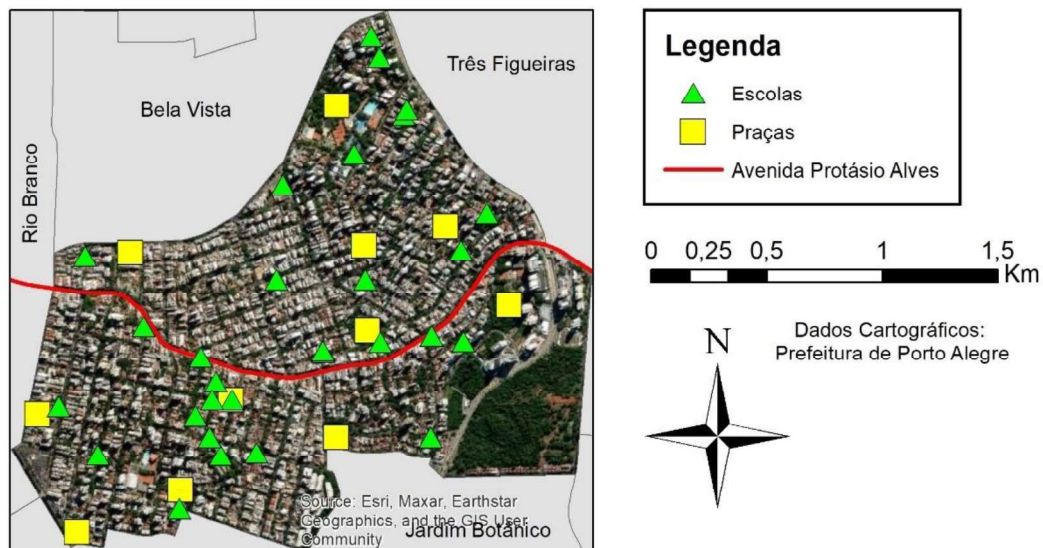 Três Figueiras
Bela Vista
Rio Branco
Source: Esri, Maxar, Earthstar
Geographics, and the GIS User
Community
Jardim Botânico
Legenda
Escolas
Praças
Avenida Protásio Alves
0 0,25 0,5 1 1,5
Km
N
Dados Cartográficos:
Prefeitura de Porto Alegre